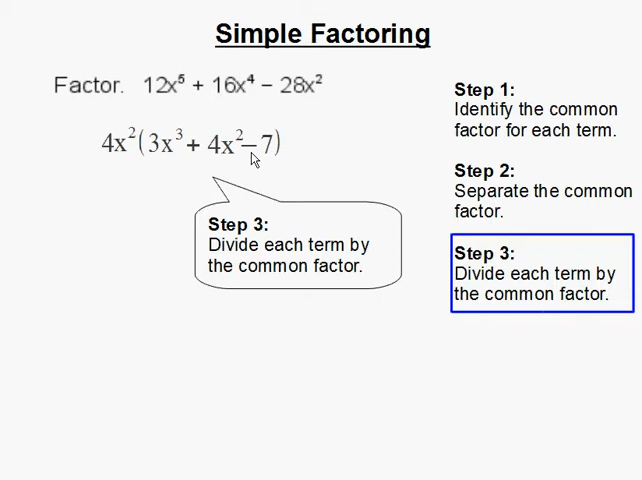 Simple Factoring
Factor. 12x⁵ + 16x⁴ − 28x²
4x²(3x³ + 4x² − 7)
Step 3:
Divide each term by
the common factor.
Step 1:
Identify the common
factor for each term.
Step 2:
Separate the common
factor.
Step 3:
Divide each term by
the common factor.